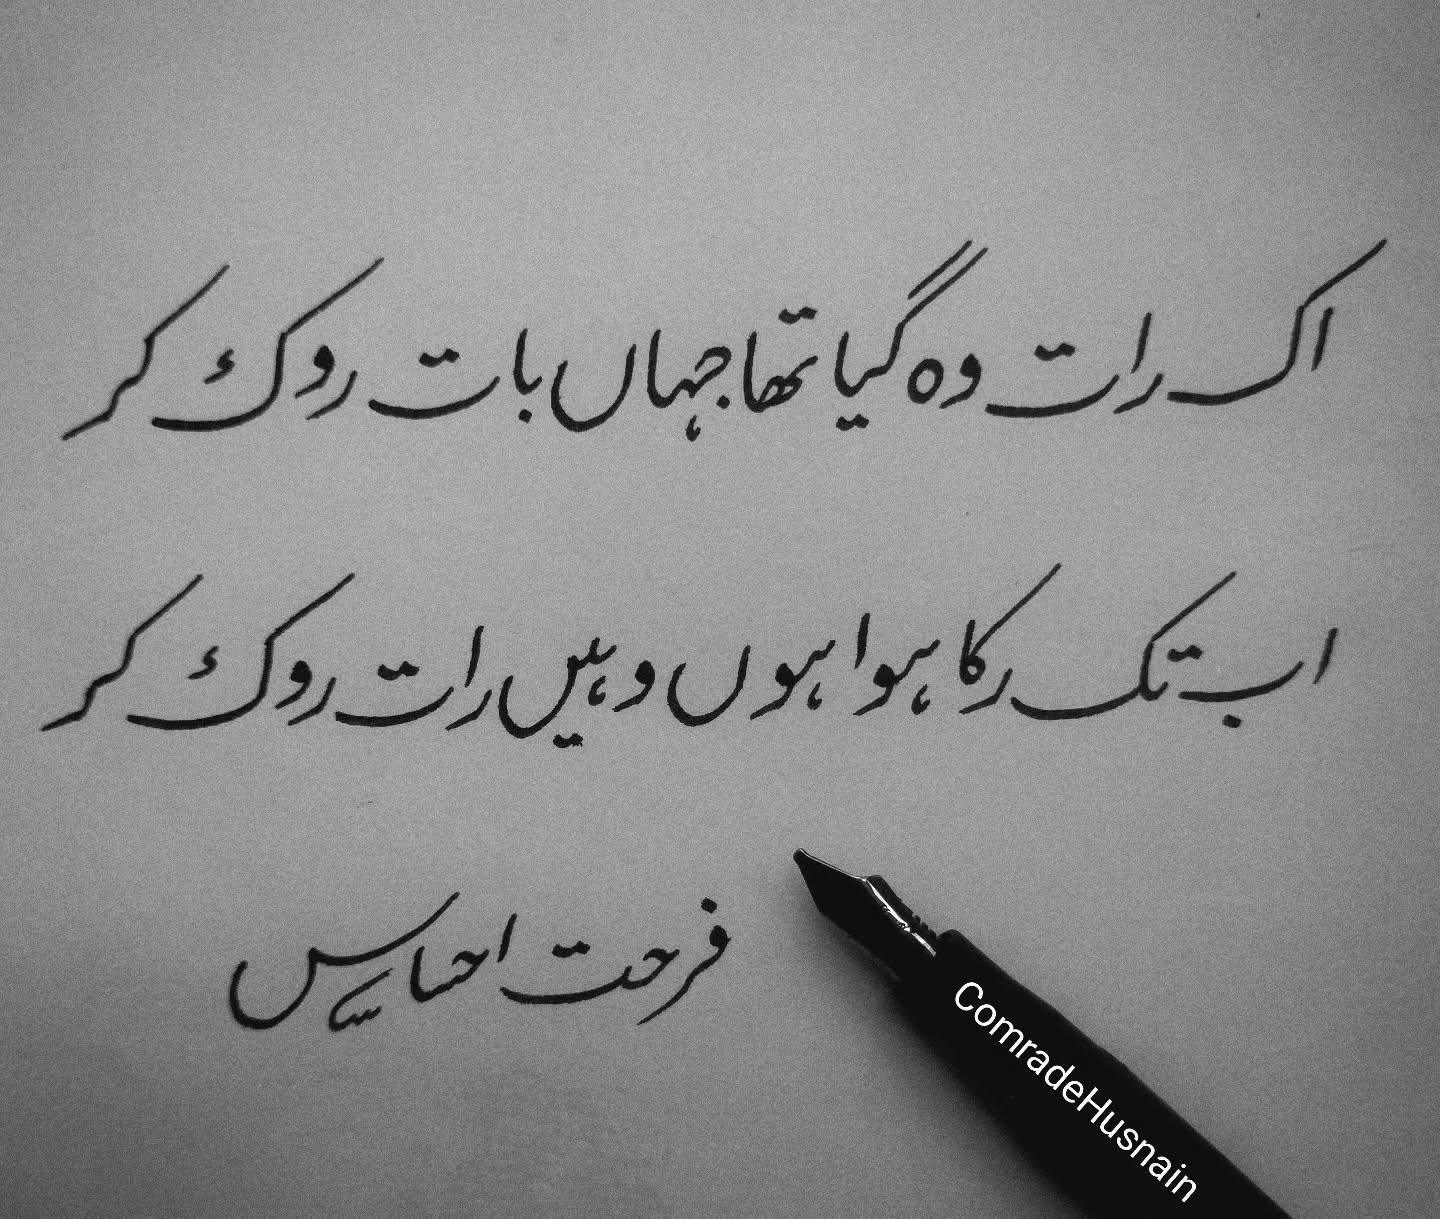 اک رات وہ گیا تھا جہاں بات روک کر
اب تک رکا ہوا ہوں وہیں رات روک کر
فرحت احساس
ComradeHusnain